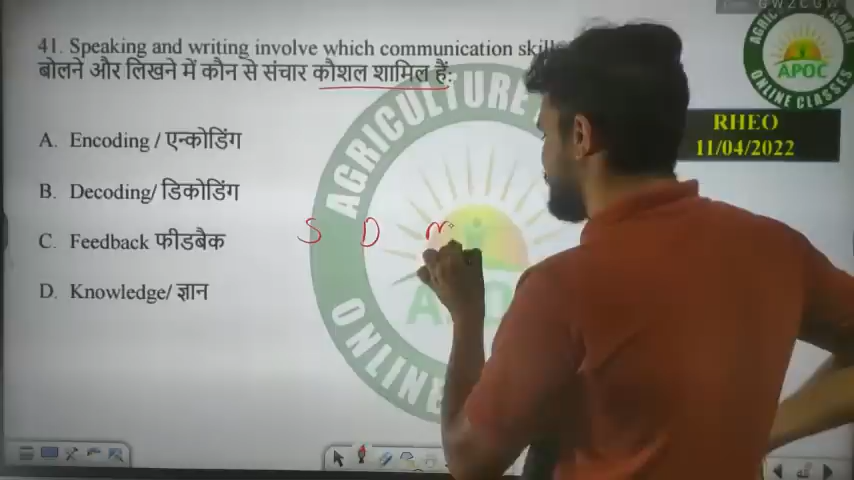 41. Speaking and writing involve which communication skill
बोलने और लिखने में कौन से संचार कौशल शामिल हैं:
A. Encoding / एन्कोडिंग
B. Decoding/ डिकोडिंग
C. Feedback फीडबैक
D. Knowledge/ ज्ञान
S D
AGRICULTURE
ONLINE
APOC
ONLINE CLASSES
RHEO
11/04/2022